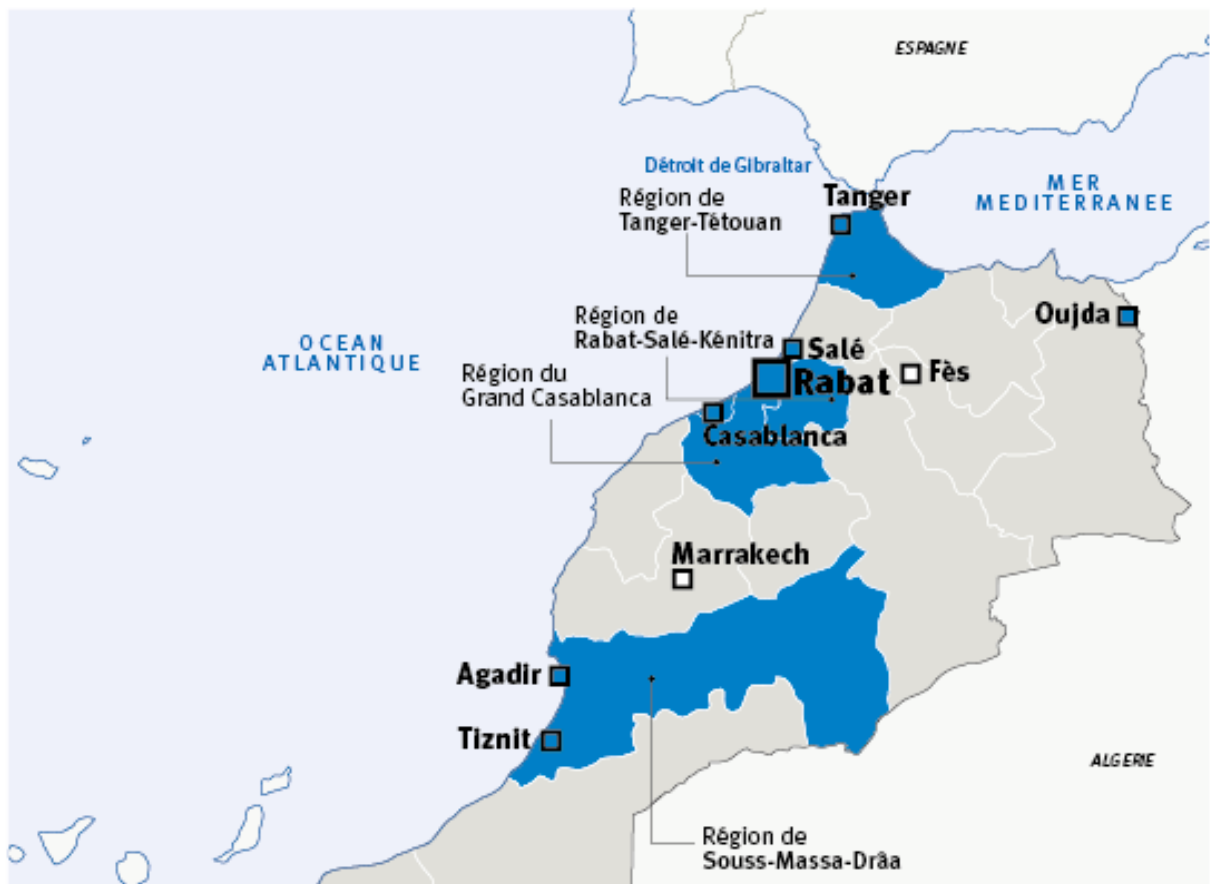 ESPAGNE
Détroit de Gibraltar
MER
MEDITERRANEE
Région de
Tanger-Tétouan
Tanger
Région de
Rabat-Salé-Kénitra
Oujda
OCEAN
ATLANTIQUE
Salé
Rabat
Fès
Région du
Grand Casablanca
Casablanca
Marrakech
Agadir
Tiznit
ALGERIE
Région de
Souss-Massa-Drâa